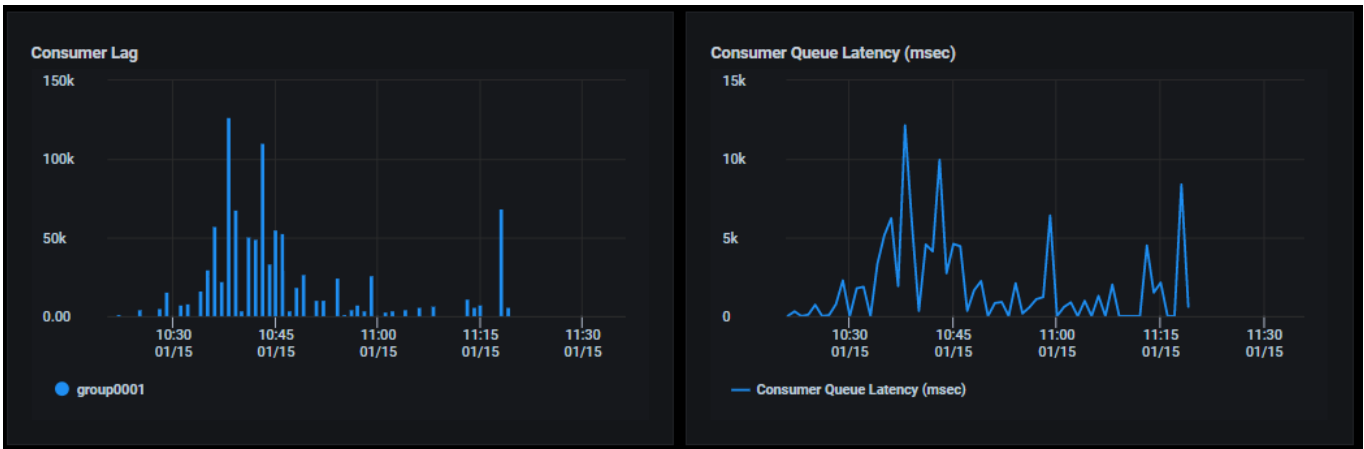 Consumer Lag
150k
100k
50k
0.00
10:30 10:45 11:00 11:15 11:30
01/15 01/15 01/15 01/15 01/15
group0001
Consumer Queue Latency (msec)
15k
10k
5k
0
10:30 10:45 11:00 11:15 11:30
01/15 01/15 01/15 01/15 01/15
Consumer Queue Latency (msec)